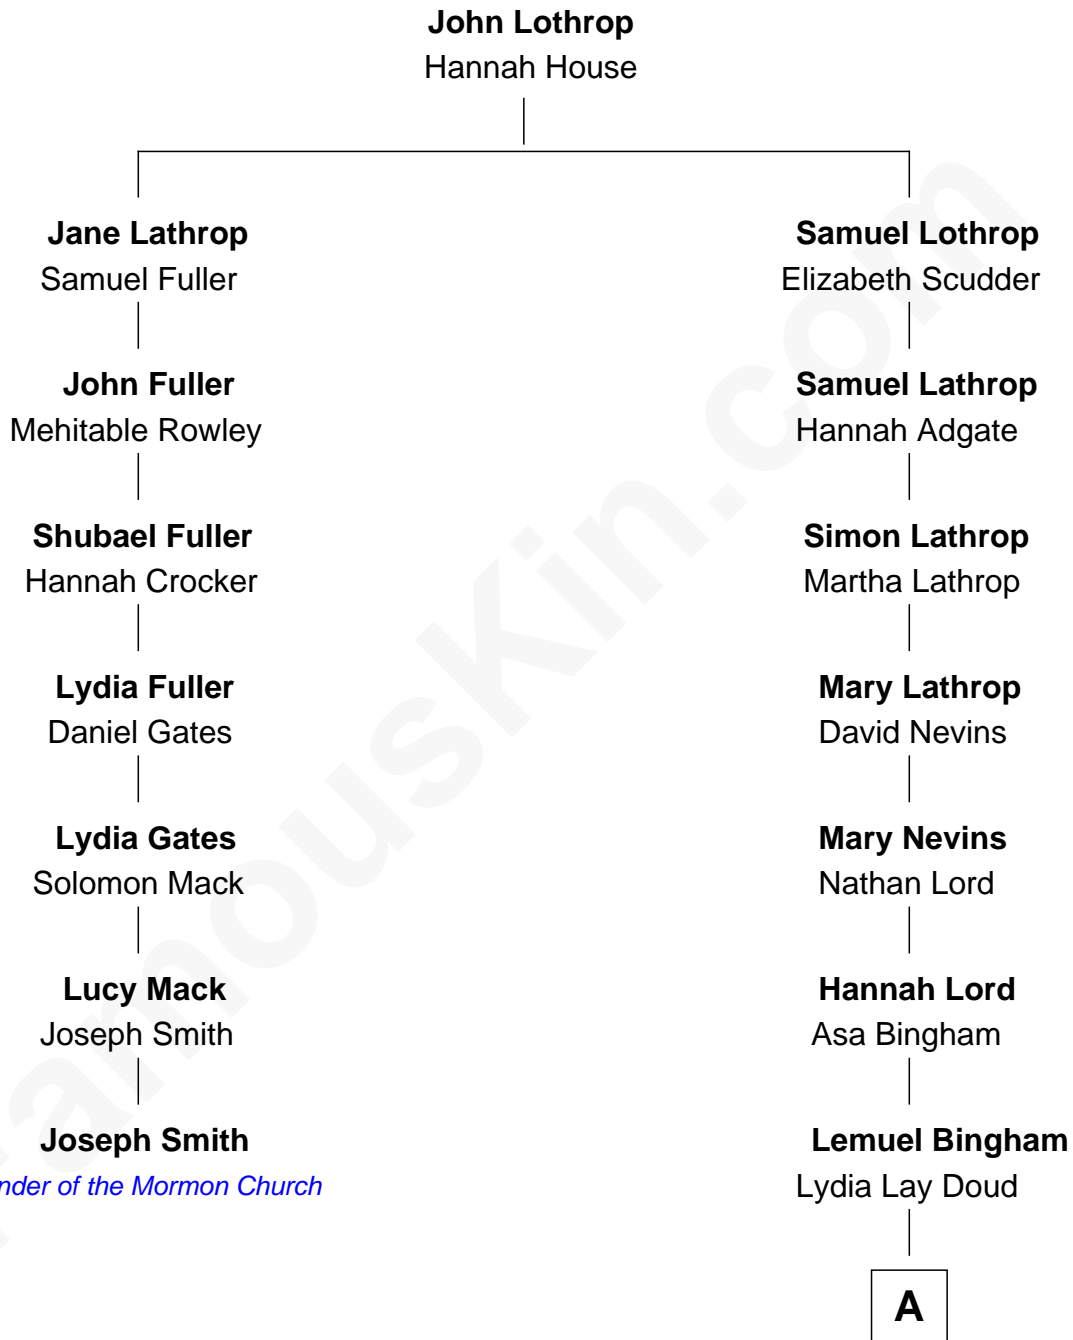 John Lothrop
Hannah House
Jane Lathrop
Samuel Fuller
Samuel Lothrop
Elizabeth Scudder
John Fuller
Mehitable Rowley
Samuel Lathrop
Hannah Adgate
Shubael Fuller
Hannah Crocker
Simon Lathrop
Martha Lathrop
Lydia Fuller
Daniel Gates
Mary Lathrop
David Nevins
Lydia Gates
Solomon Mack
Mary Nevins
Nathan Lord
Lucy Mack
Joseph Smith
Hannah Lord
Asa Bingham
Joseph Smith
nder of the Mormon Church
Lemuel Bingham
Lydia Lay Doud
A
FamousKin.com